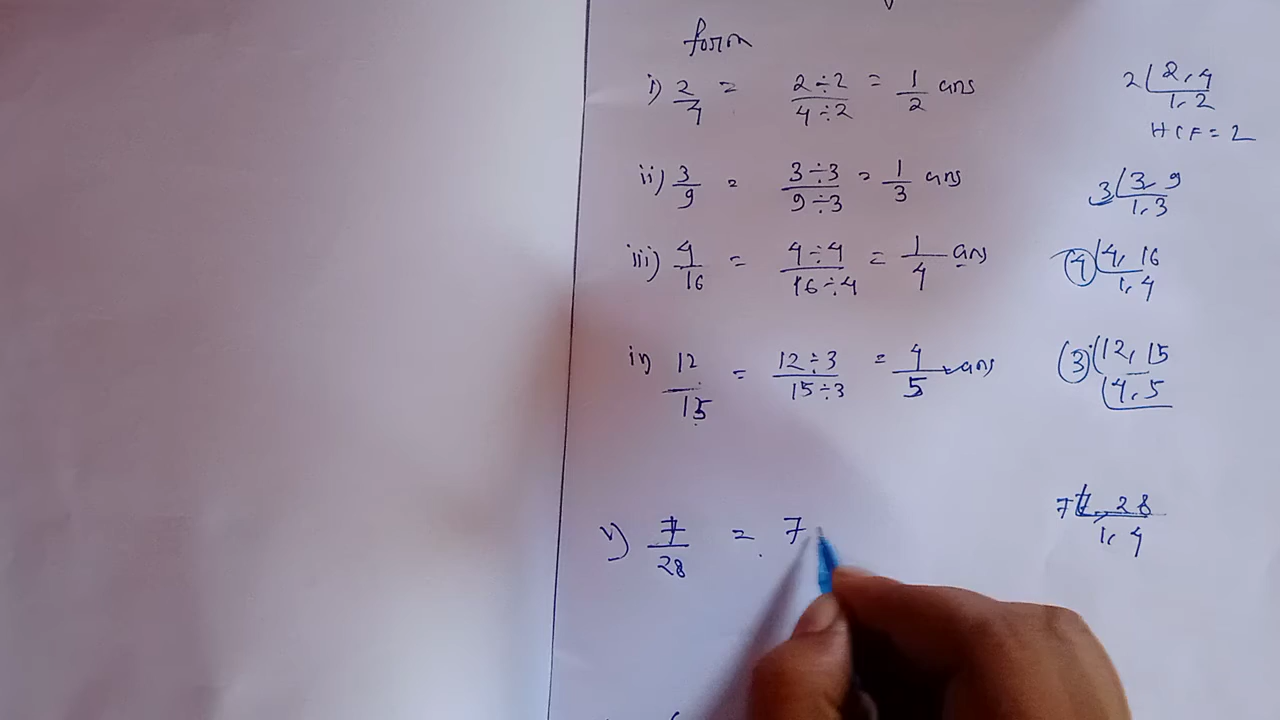 form
i) 2/4 = 2÷2/4÷2 = 1/2 ans
2 2, 4
1, 2
HCF = 2
ii) 3/9 = 3÷3/9÷3 = 1/3 ans
3 3, 9
1, 3
iii) 4/16 = 4÷4/16÷4 = 1/4 ans
4 4, 16
1, 4
iv) 12/15 = 12÷3/15÷3 = 4/5 ans
3 12, 15
4, 5
v) 7/28 = 7
7 7, 28
1, 4